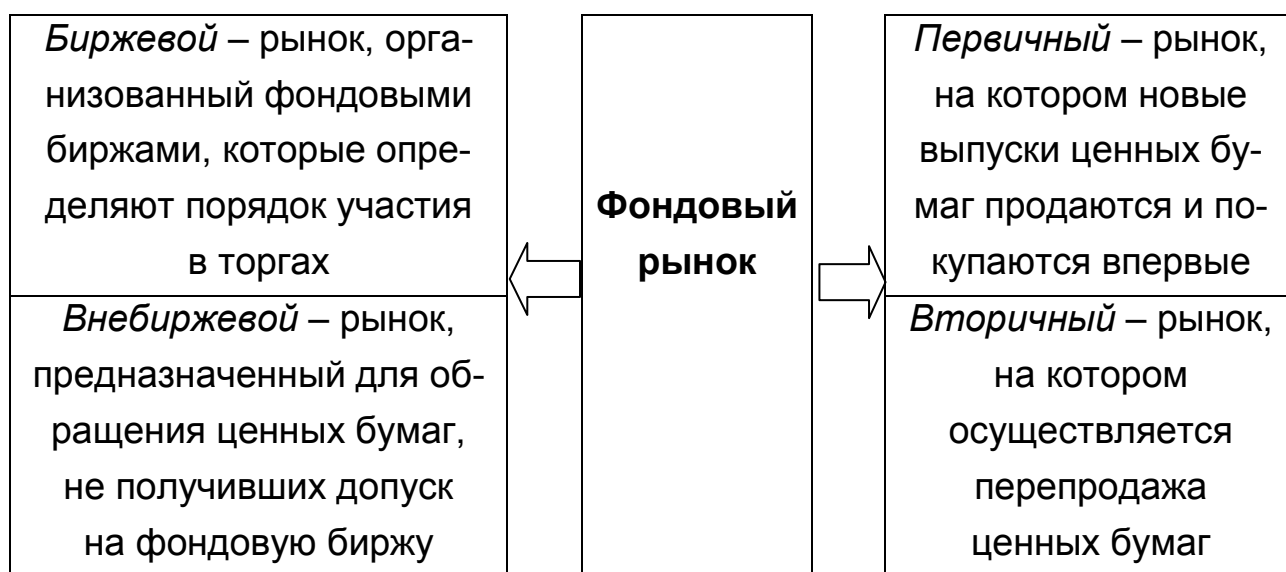 Биржевой – рынок, орга-
низованный фондовыми
биржами, которые опре-
деляют порядок участия
в торгах
Внебиржевой – рынок,
предназначенный для об-
ращения ценных бумаг,
не получивших допуск
на фондовую биржу
Фондовый
рынок
Первичный – рынок,
на котором новые
выпуски ценных бу-
маг продаются и по-
купаются впервые
Вторичный – рынок,
на котором
осуществляется
перепродажа
ценных бумаг